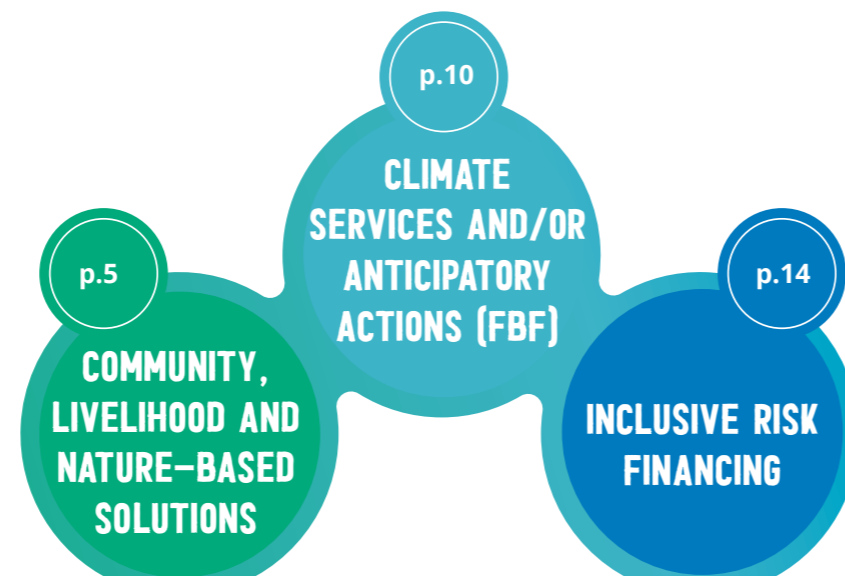 p.10
CLIMATE
SERVICES AND/OR
ANTICIPATORY
ACTIONS (FBF)
p.5
COMMUNITY,
LIVELIHOOD AND
NATURE-BASED
SOLUTIONS
p.14
INCLUSIVE RISK
FINANCING